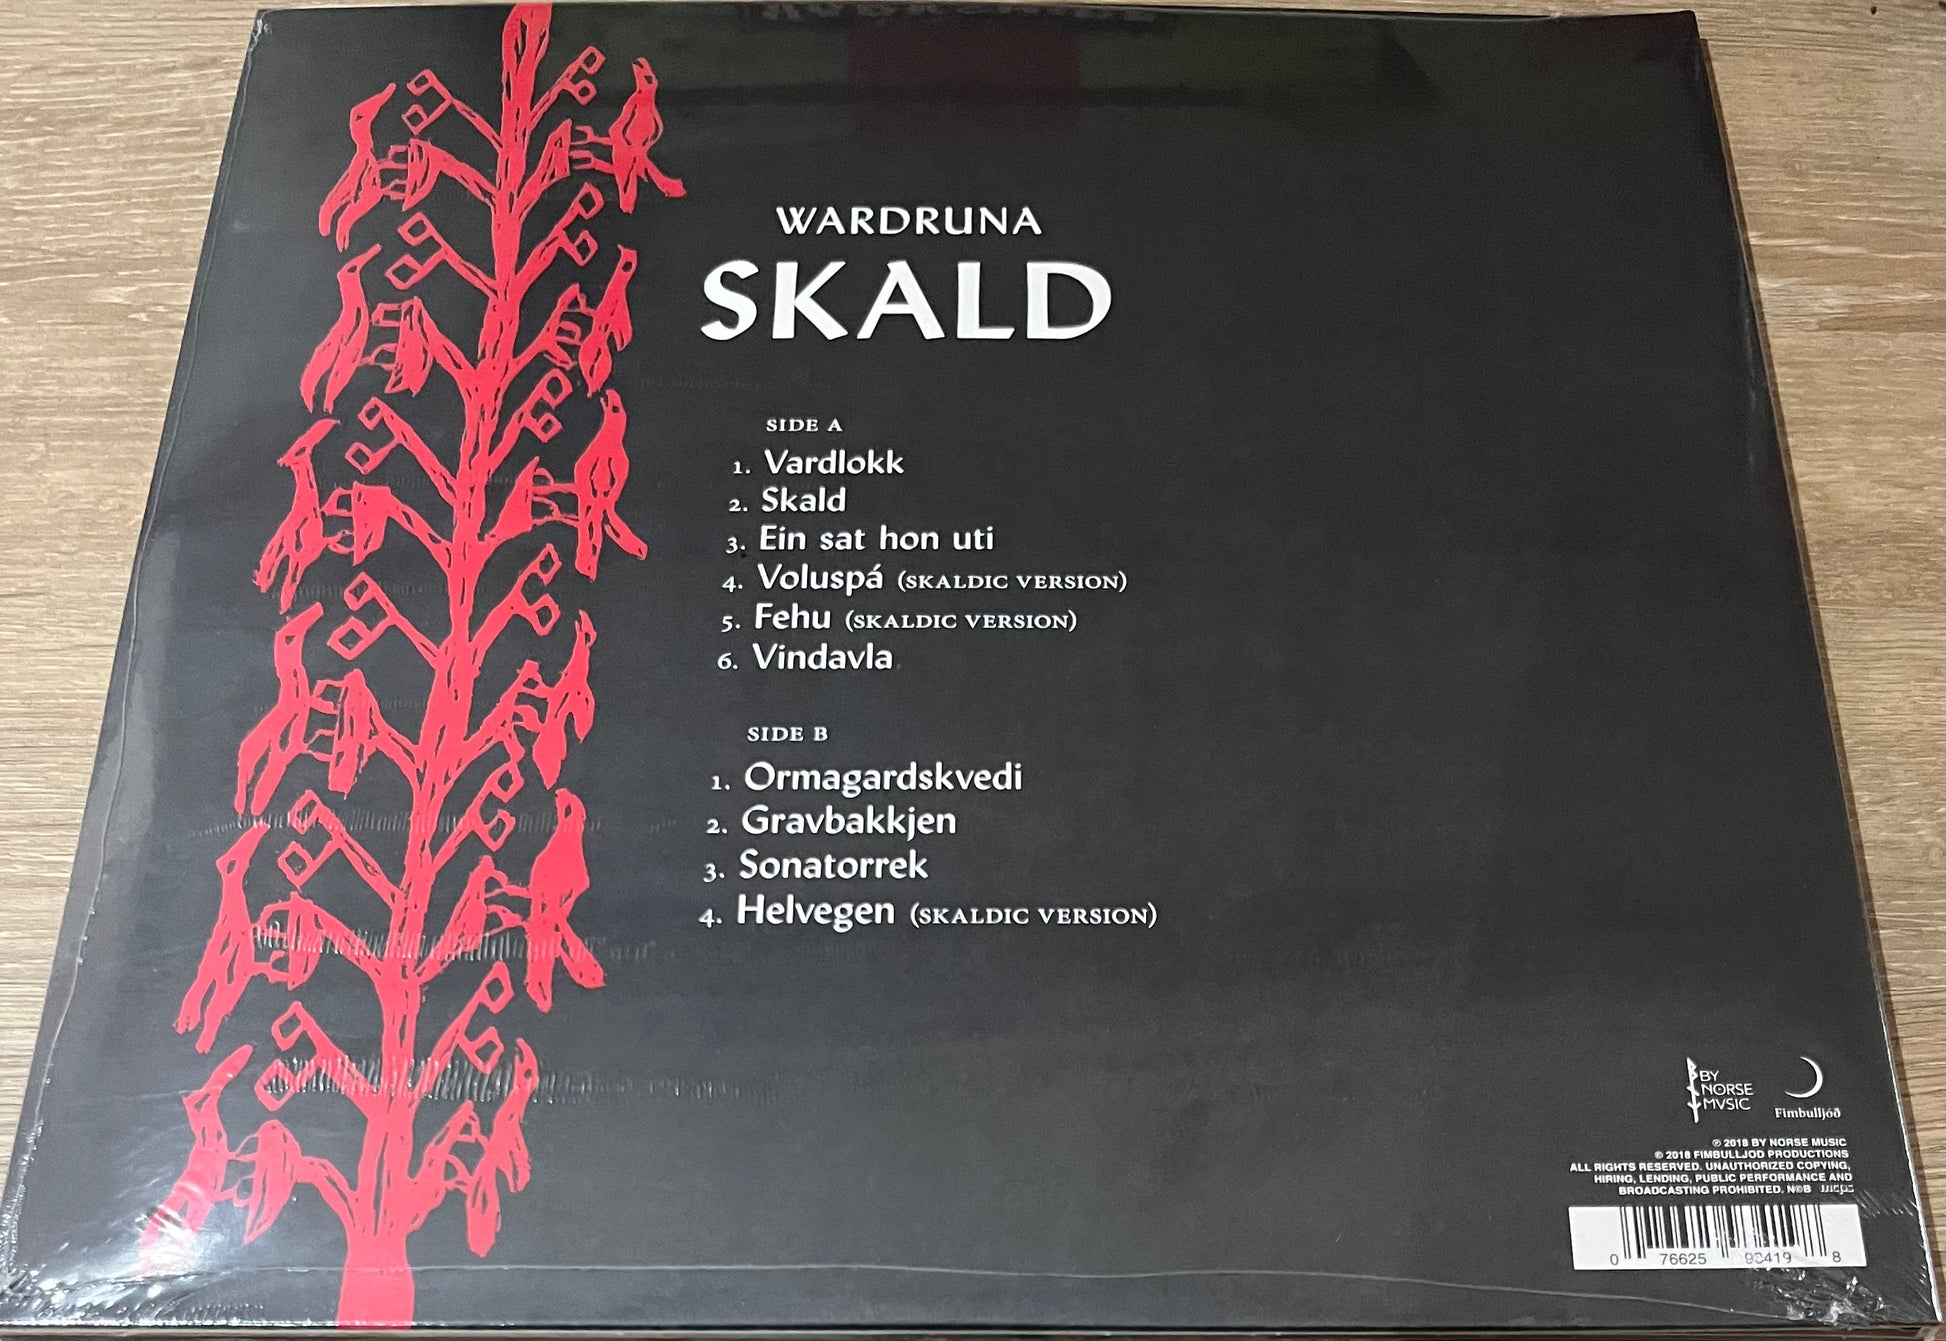 WARDRUNA
SKALD
SIDE A
1. Vardlokk
2. Skald
3. Ein sat hon uti
4. Voluspá (SKALDIC VERSION)
5. Fehu (SKALDIC VERSION)
6. Vindavla
SIDE B
1. Ormagardskvedi
2. Gravbakkjen
3. Sonatorrek
4. Helvegen (SKALDIC VERSION)
BY
NORSE
MVSIC
Fimbulljóð
℗ 2018 BY NORSE MUSIC
© 2018 FIMBULLJOD PRODUCTIONS
ALL RIGHTS RESERVED. UNAUTHORIZED COPYING,
HIRING, LENDING, PUBLIC PERFORMANCE AND
BROADCASTING PROHIBITED. N©B mcps
0 76625 8